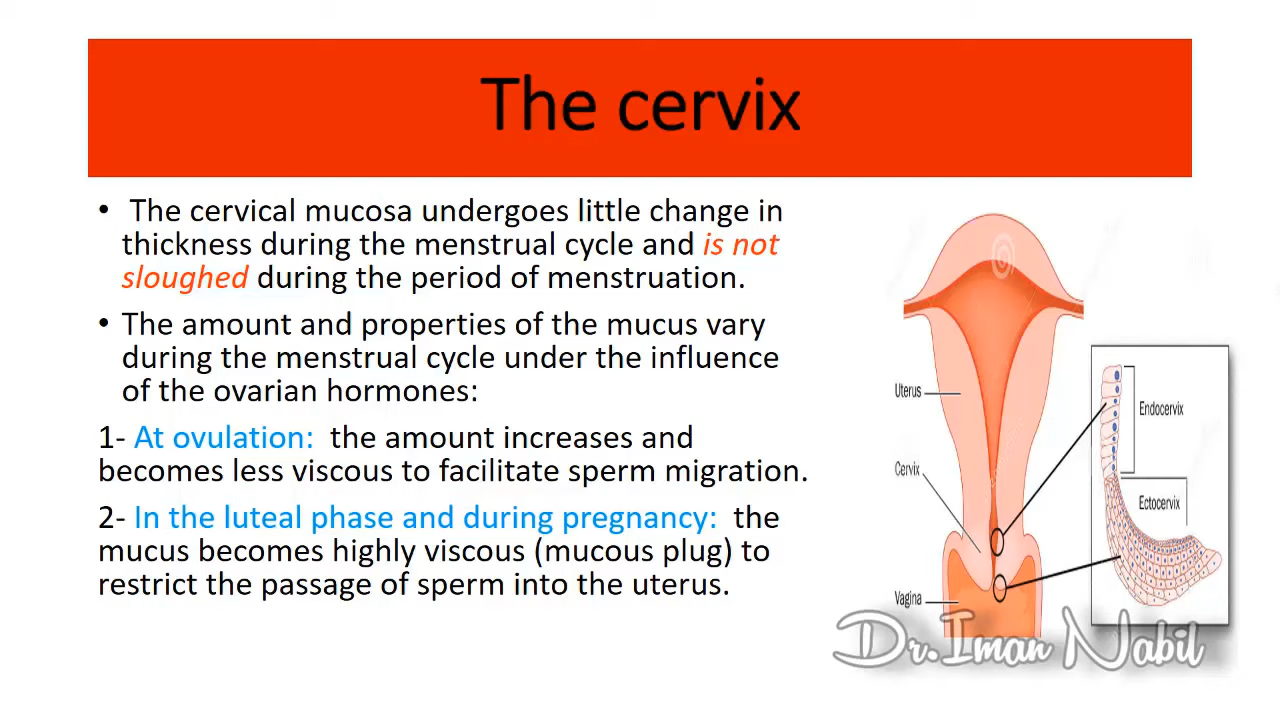 The cervix
• The cervical mucosa undergoes little change in
thickness during the menstrual cycle and is not
sloughed during the period of menstruation.
• The amount and properties of the mucus vary
during the menstrual cycle under the influence
of the ovarian hormones:
1- At ovulation: the amount increases and
becomes less viscous to facilitate sperm migration.
2- In the luteal phase and during pregnancy: the
mucus becomes highly viscous (mucous plug) to
restrict the passage of sperm into the uterus.
Uterus
Cervix
Vagina
Endocervix
Ectocervix
Dr.Iman Nabil